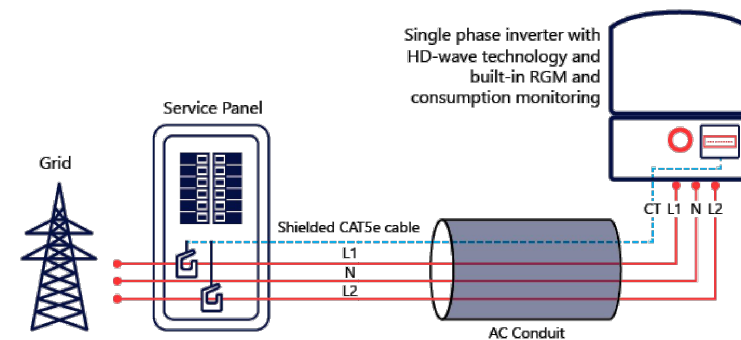 Single phase inverter with
HD-wave technology and
built-in RGM and
consumption monitoring
Service Panel
Grid
CT L1 N L2
Shielded CAT5e cable
L1
N
L2
AC Conduit